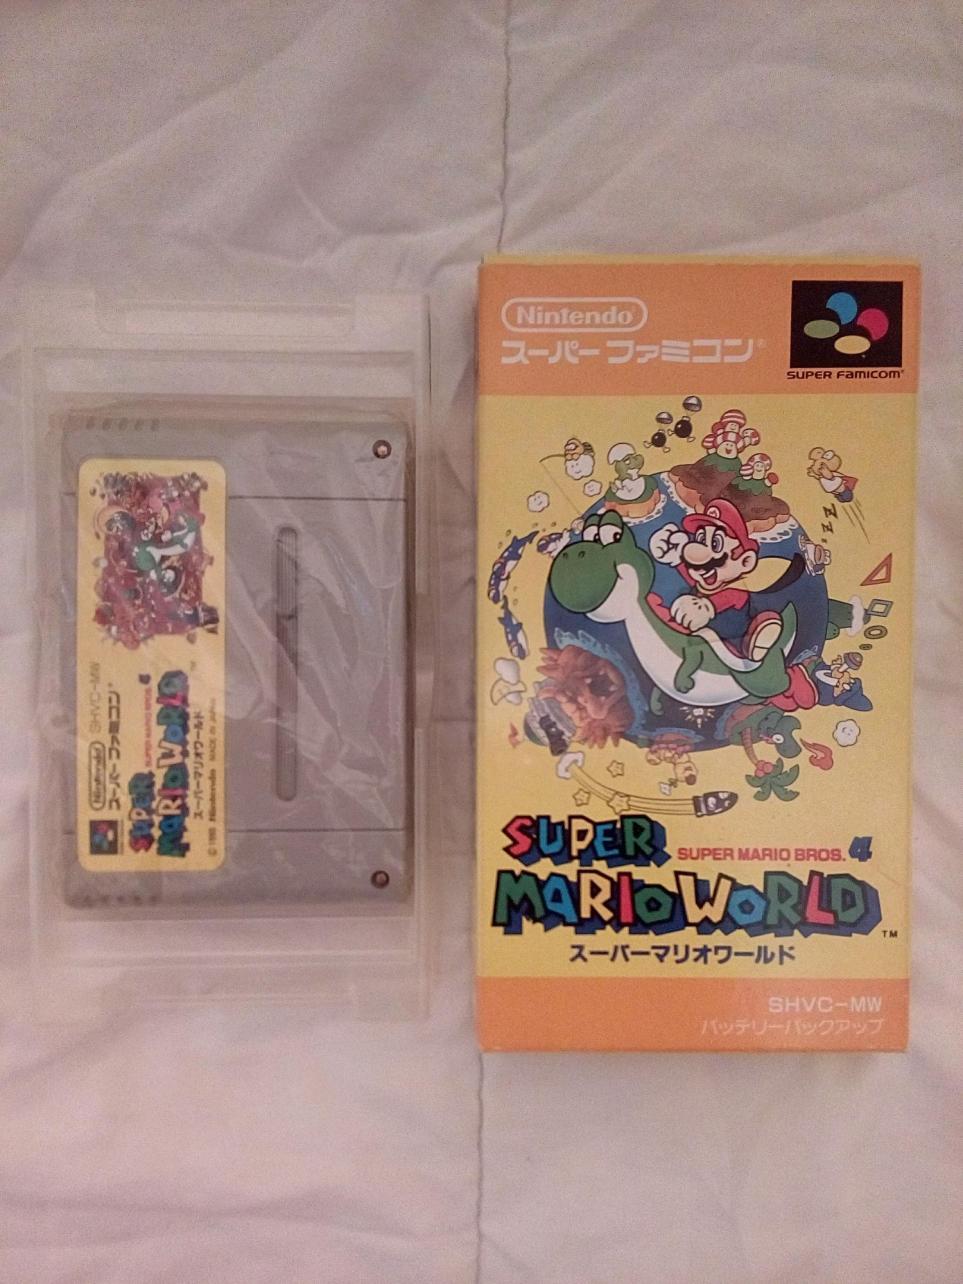 Nintendo SHVC-MW
スーパーファミコン
SUPER MARIO BROS. 4
SUPER
MARIO WORLD
TM
スーパーマリオワールド
© 1990 Nintendo MADE IN JAPAN
Nintendo®
スーパーファミコン®
SUPER FAMICOM®
Z Z Z
SUPER
SUPER MARIO BROS. 4
MARIO WORLD
TM
スーパーマリオワールド
SHVC-MW
バッテリーバックアップ